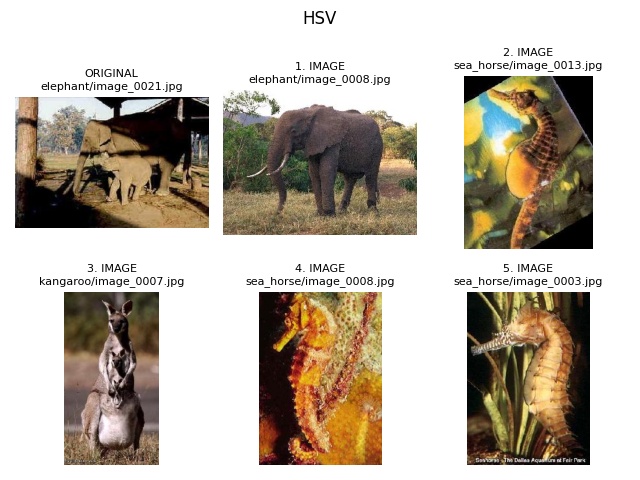 HSV
ORIGINAL
elephant/image_0021.jpg
1. IMAGE
elephant/image_0008.jpg
2. IMAGE
sea_horse/image_0013.jpg
3. IMAGE
kangaroo/image_0007.jpg
4. IMAGE
sea_horse/image_0008.jpg
5. IMAGE
sea_horse/image_0003.jpg
Seahorse - The Dallas Aquarium at Fair Park